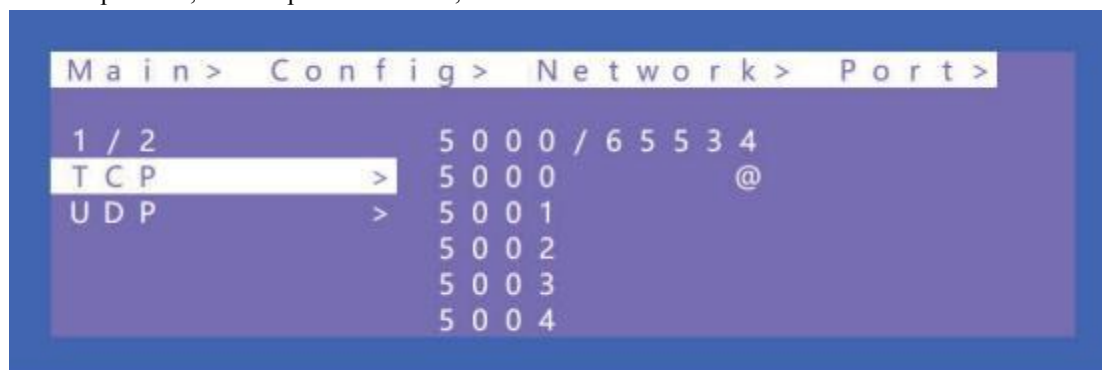 Main> Config> Network> Port>
1/2 5000/65534
TCP > 5000 @
UDP > 5001
5002
5003
5004